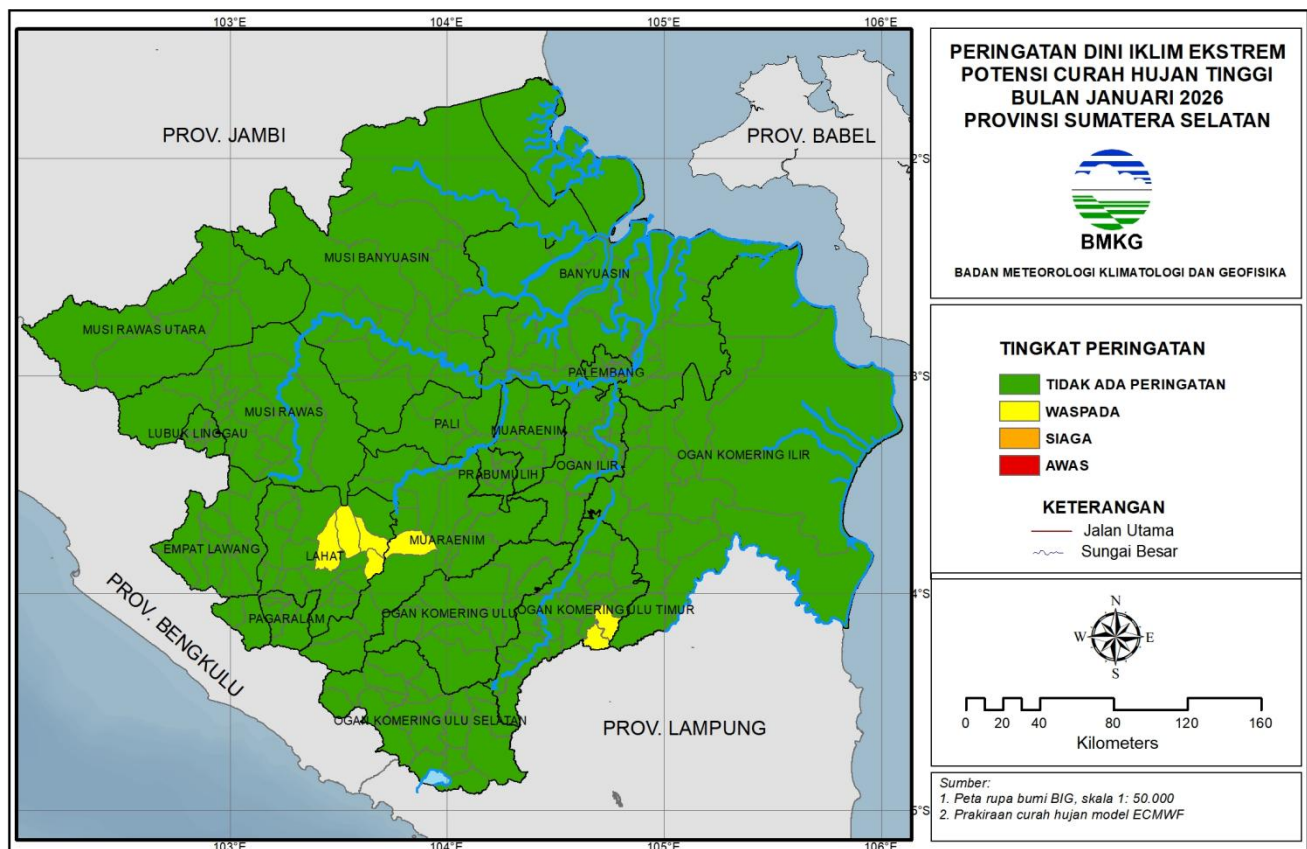 103°E 104°E 105°E 106°E
PROV. JAMBI
PROV. BABEL
2°S
MUSI BANYUASIN
BANYUASIN
MUSI RAWAS UTARA
3°S
PALEMBANG
MUSI RAWAS
PALI
MUARAENIM
LUBUK LINGGAU
OGAN KOMERING ILIR
PRABUMULIH
OGAN ILIR
EMPAT LAWANG
LAHAT
MUARAENIM
4°S
PAGARALAM
OGAN KOMERING ULU
OGAN KOMERING ULU TIMUR
PROV. BENGKULU
OGAN KOMERING ULU SELATAN
PROV. LAMPUNG
5°S
103°E 104°E 105°E 106°E
PERINGATAN DINI IKLIM EKSTREM
POTENSI CURAH HUJAN TINGGI
BULAN JANUARI 2026
PROVINSI SUMATERA SELATAN
BMKG
BADAN METEOROLOGI KLIMATOLOGI DAN GEOFISIKA
TINGKAT PERINGATAN
TIDAK ADA PERINGATAN
WASPADA
SIAGA
AWAS
KETERANGAN
Jalan Utama
Sungai Besar
N
W E
S
0 20 40 80 120 160
Kilometers
Sumber:
1. Peta rupa bumi BIG, skala 1: 50.000
2. Prakiraan curah hujan model ECMWF